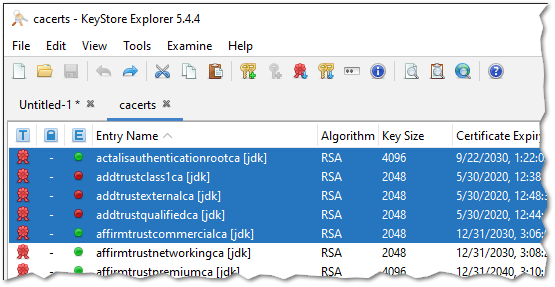 cacerts - KeyStore Explorer 5.4.4
File Edit View Tools Examine Help
Untitled-1 * cacerts
T E Entry Name Algorithm Key Size Certificate Expir
- actalisauthenticationrootca [jdk] RSA 4096 9/22/2030, 1:22:0
- addtrustclass1ca [jdk] RSA 2048 5/30/2020, 12:38
- addtrustexternalca [jdk] RSA 2048 5/30/2020, 12:48:
- addtrustqualifiedca [jdk] RSA 2048 5/30/2020, 12:44:
- affirmtrustcommercialca [jdk] RSA 2048 12/31/2030, 3:06:
- affirmtrustnetworkingca [jdk] RSA 2048 12/31/2030, 3:08:
- affirmtrustpremiumca [jdk] RSA 4096 12/31/2040, 3:10: